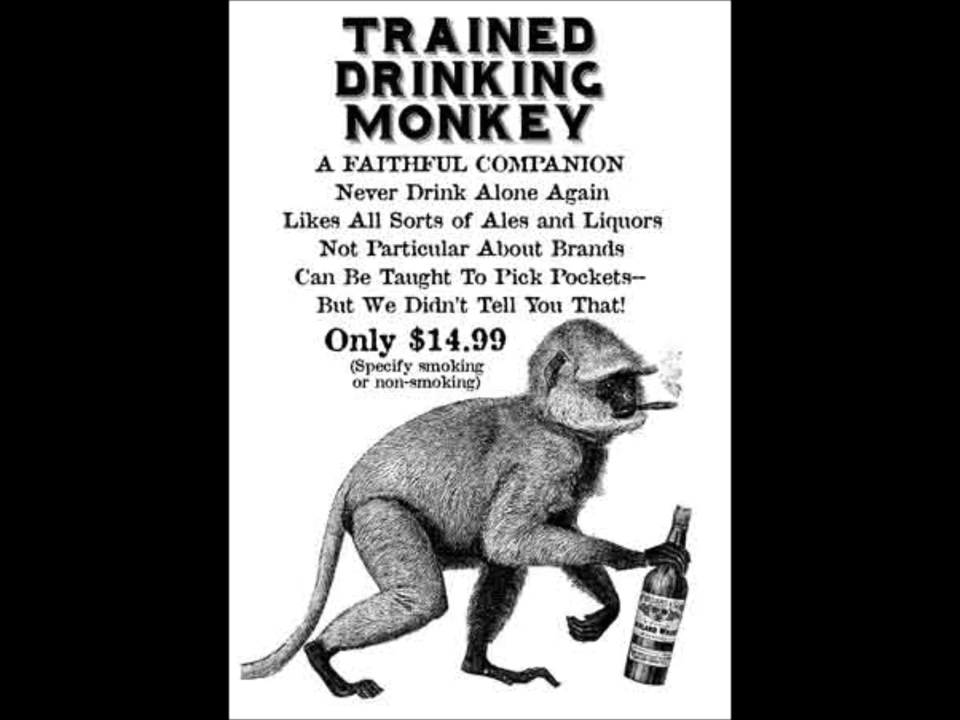 TRAINED
DRINKING
MONKEY
A FAITHFUL COMPANION
Never Drink Alone Again
Likes All Sorts of Ales and Liquors
Not Particular About Brands
Can Be Taught To Pick Pockets--
But We Didn't Tell You That!
Only $14.99
(Specify smoking
or non-smoking)